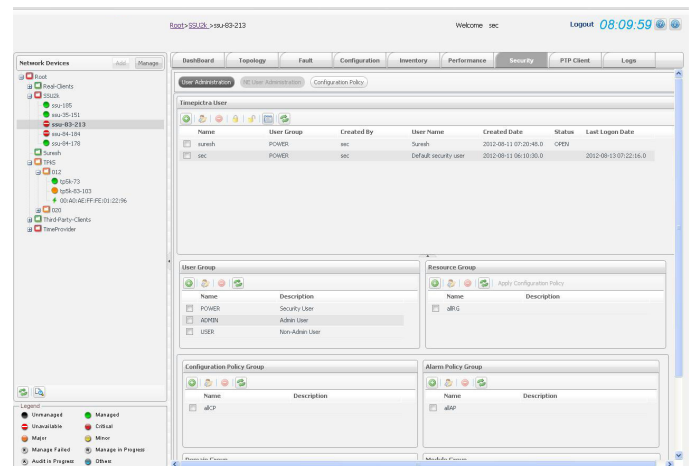 Root>SSU2k >ssu-83-213
Welcome sec
Logout 08:09:59
Network Devices Add Manage
Root
Real-Clients
SSU2k
ssu-185
ssu-35-151
ssu-83-213
ssu-84-184
ssu-84-178
Suresh
TP5K
012
tp5k-73
tp5k-83-103
00:A0:AE:FF:FE:01:22:96
020
Third-Party-Clients
TimeProvider
Legend
Unmanaged Managed
Unavailable Critical
Major Minor
Manage Failed Manage in Progress
Audit in Progress Others
DashBoard Topology Fault Configuration Inventory Performance Security PTP Client Logs
User Administration NE User Administration Configuration Policy
Timepictra User
Name User Group Created By User Name Created Date Status Last Logon Date
suresh POWER sec Suresh 2012-08-11 07:20:48.0 OPEN
sec POWER sec Default security user 2012-08-11 06:10:30.0 2012-08-13 07:22:16.0
User Group
Name Description
POWER Security User
ADMIN Admin User
USER Non-Admin User
Resource Group
Apply Configuration Policy
Name Description
allRG
Configuration Policy Group
Name Description
allCP
Alarm Policy Group
Name Description
allAP
Domain Group
Module Group